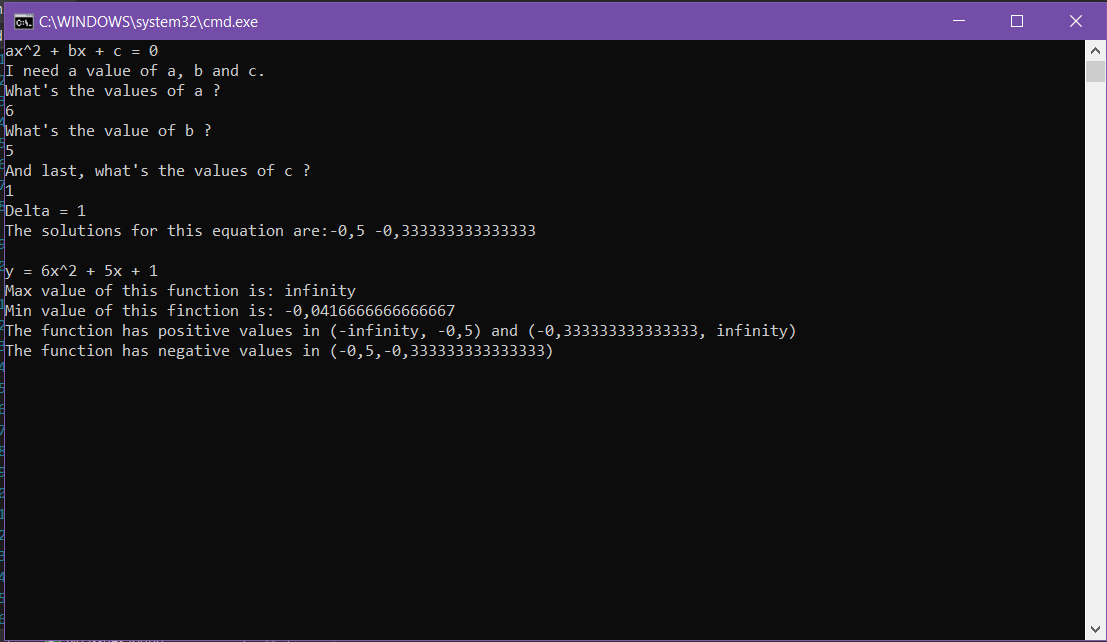 C:\WINDOWS\system32\cmd.exe
ax^2 + bx + c = 0
I need a value of a, b and c.
What's the values of a ?
6
What's the value of b ?
5
And last, what's the values of c ?
1
Delta = 1
The solutions for this equation are:-0,5 -0,333333333333333
y = 6x^2 + 5x + 1
Max value of this function is: infinity
Min value of this finction is: -0,0416666666666667
The function has positive values in (-infinity, -0,5) and (-0,333333333333333, infinity)
The function has negative values in (-0,5,-0,333333333333333)